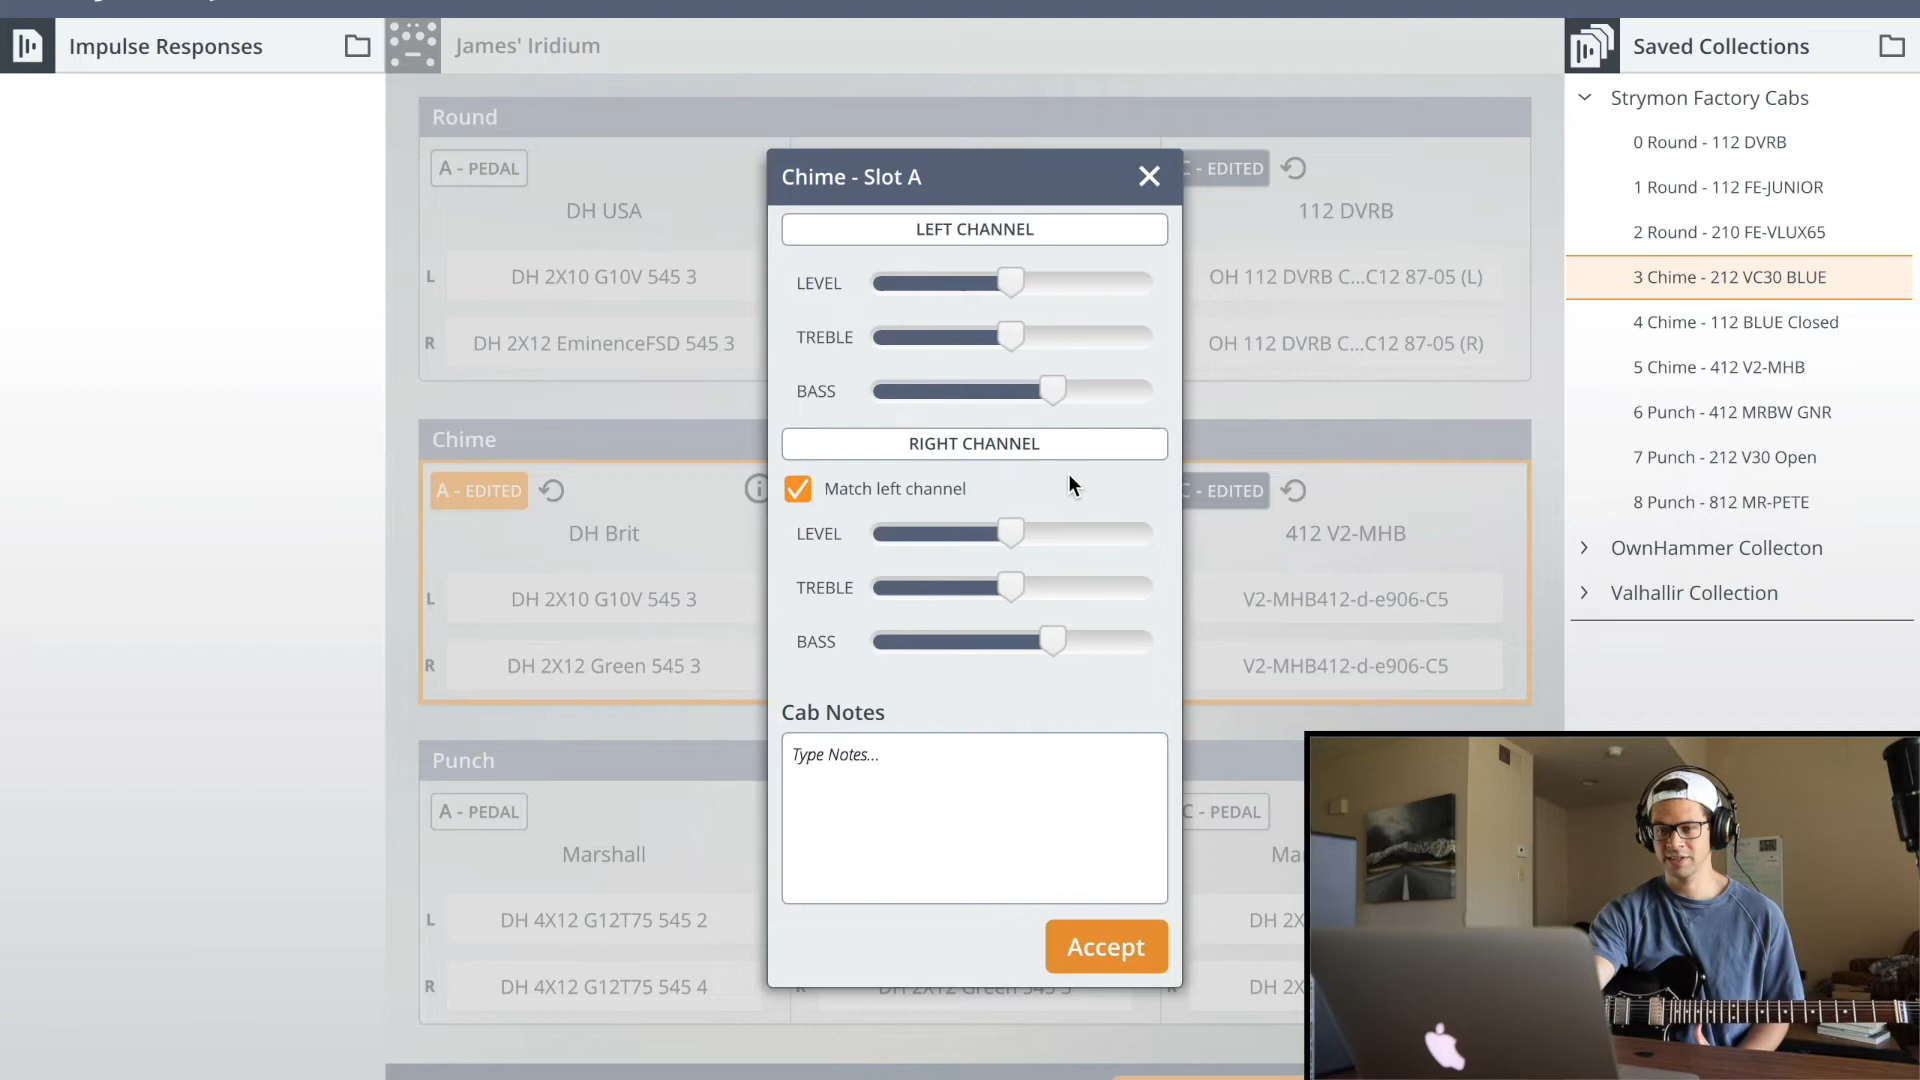 Impulse Responses
James' Iridium
Saved Collections
Strymon Factory Cabs
0 Round - 112 DVRB
1 Round - 112 FE-JUNIOR
2 Round - 210 FE-VLUX65
3 Chime - 212 VC30 BLUE
4 Chime - 112 BLUE Closed
5 Chime - 412 V2-MHB
6 Punch - 412 MRBW GNR
7 Punch - 212 V30 Open
8 Punch - 812 MR-PETE
OwnHammer Collecton
Valhallir Collection
Round
A - PEDAL
DH USA
L DH 2X10 G10V 545 3
R DH 2X12 EminenceFSD 545 3
C - EDITED
112 DVRB
OH 112 DVRB C...C12 87-05 (L)
OH 112 DVRB C...C12 87-05 (R)
Chime
A - EDITED
DH Brit
L DH 2X10 G10V 545 3
R DH 2X12 Green 545 3
C - EDITED
412 V2-MHB
V2-MHB412-d-e906-C5
V2-MHB412-d-e906-C5
Punch
A - PEDAL
Marshall
L DH 4X12 G12T75 545 2
R DH 4X12 G12T75 545 4
C - PEDAL
DH 2X
DH 2X
Chime - Slot A
LEFT CHANNEL
LEVEL
TREBLE
BASS
RIGHT CHANNEL
Match left channel
LEVEL
TREBLE
BASS
Cab Notes
Type Notes...
Accept